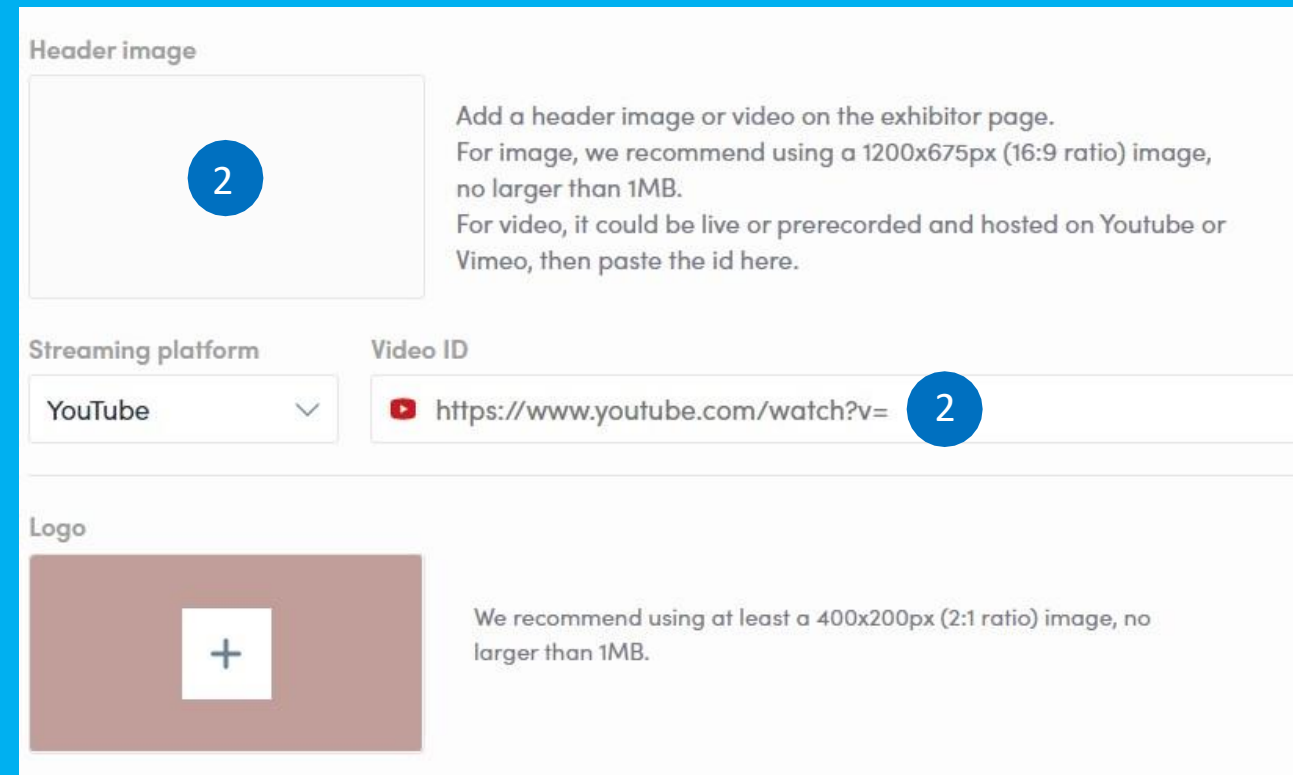 Header image
2
Add a header image or video on the exhibitor page.
For image, we recommend using a 1200x675px (16:9 ratio) image,
no larger than 1MB.
For video, it could be live or prerecorded and hosted on Youtube or
Vimeo, then paste the id here.
Streaming platform
Video ID
YouTube
https://www.youtube.com/watch?v=
2
Logo
+
We recommend using at least a 400x200px (2:1 ratio) image, no
larger than 1MB.